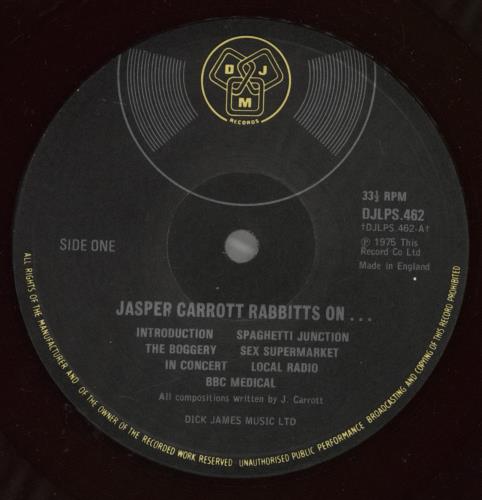 D J
M
RECORDS
33⅓ RPM
DJLPS.462
†DJLPS.462-A†
℗ 1975 This
Record Co Ltd
Made in England
SIDE ONE
JASPER CARROTT RABBITTS ON...
INTRODUCTION SPAGHETTI JUNCTION
THE BOGGERY SEX SUPERMARKET
IN CONCERT LOCAL RADIO
BBC MEDICAL
All compositions written by J. Carrott
DICK JAMES MUSIC LTD
ALL RIGHTS OF THE MANUFACTURER AND OF THE OWNER OF THE RECORDED WORK RESERVED · UNAUTHORISED PUBLIC PERFORMANCE BROADCASTING AND COPYING OF THIS RECORD PROHIBITED